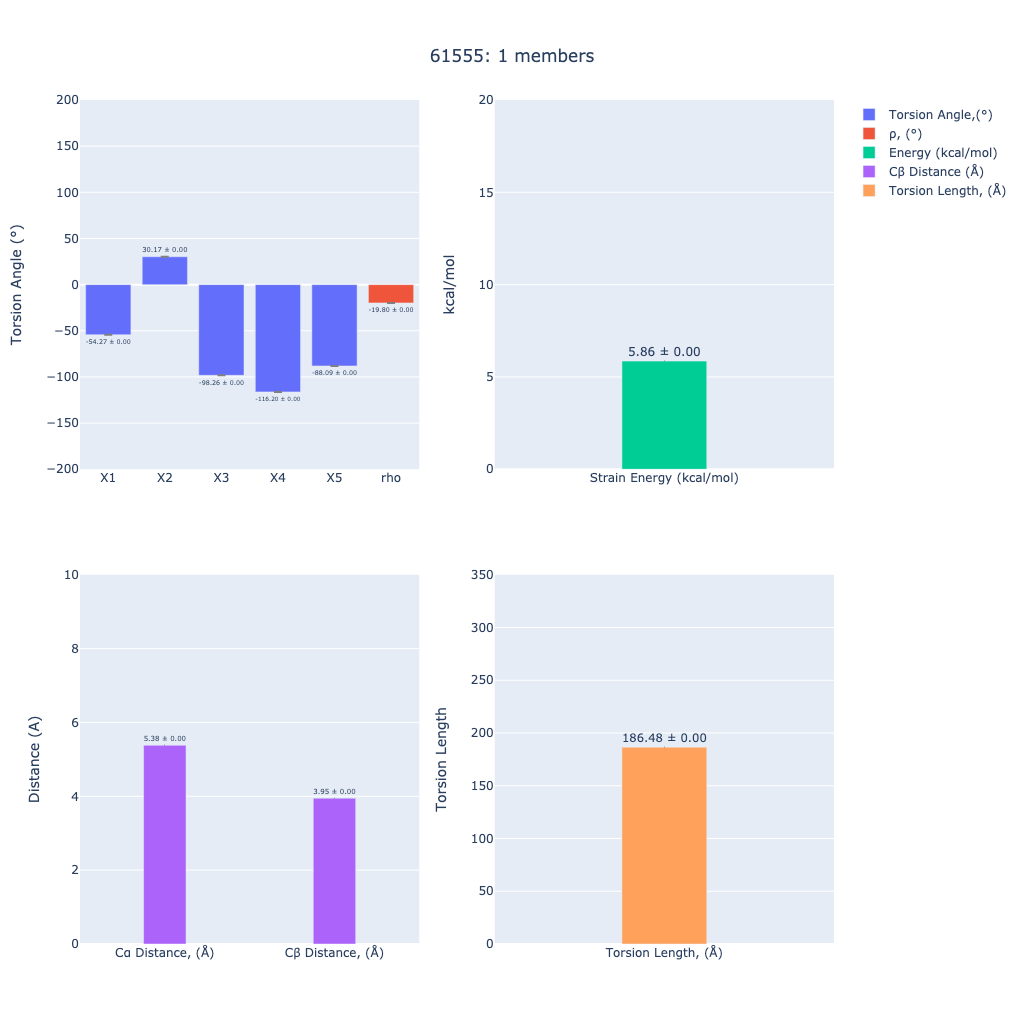 61555: 1 members
200
150
100
50
0
−50
−100
−150
−200
Torsion Angle (°)
-54.27 ± 0.00
30.17 ± 0.00
-98.26 ± 0.00
-116.20 ± 0.00
-88.09 ± 0.00
-19.80 ± 0.00
X1 X2 X3 X4 X5 rho
20
15
10
5
0
kcal/mol
5.86 ± 0.00
Strain Energy (kcal/mol)
Torsion Angle,(°)
ρ, (°)
Energy (kcal/mol)
Cβ Distance (Å)
Torsion Length, (Å)
10
8
6
4
2
0
Distance (A)
5.38 ± 0.00
3.95 ± 0.00
Cα Distance, (Å) Cβ Distance, (Å)
350
300
250
200
150
100
50
0
Torsion Length
186.48 ± 0.00
Torsion Length, (Å)